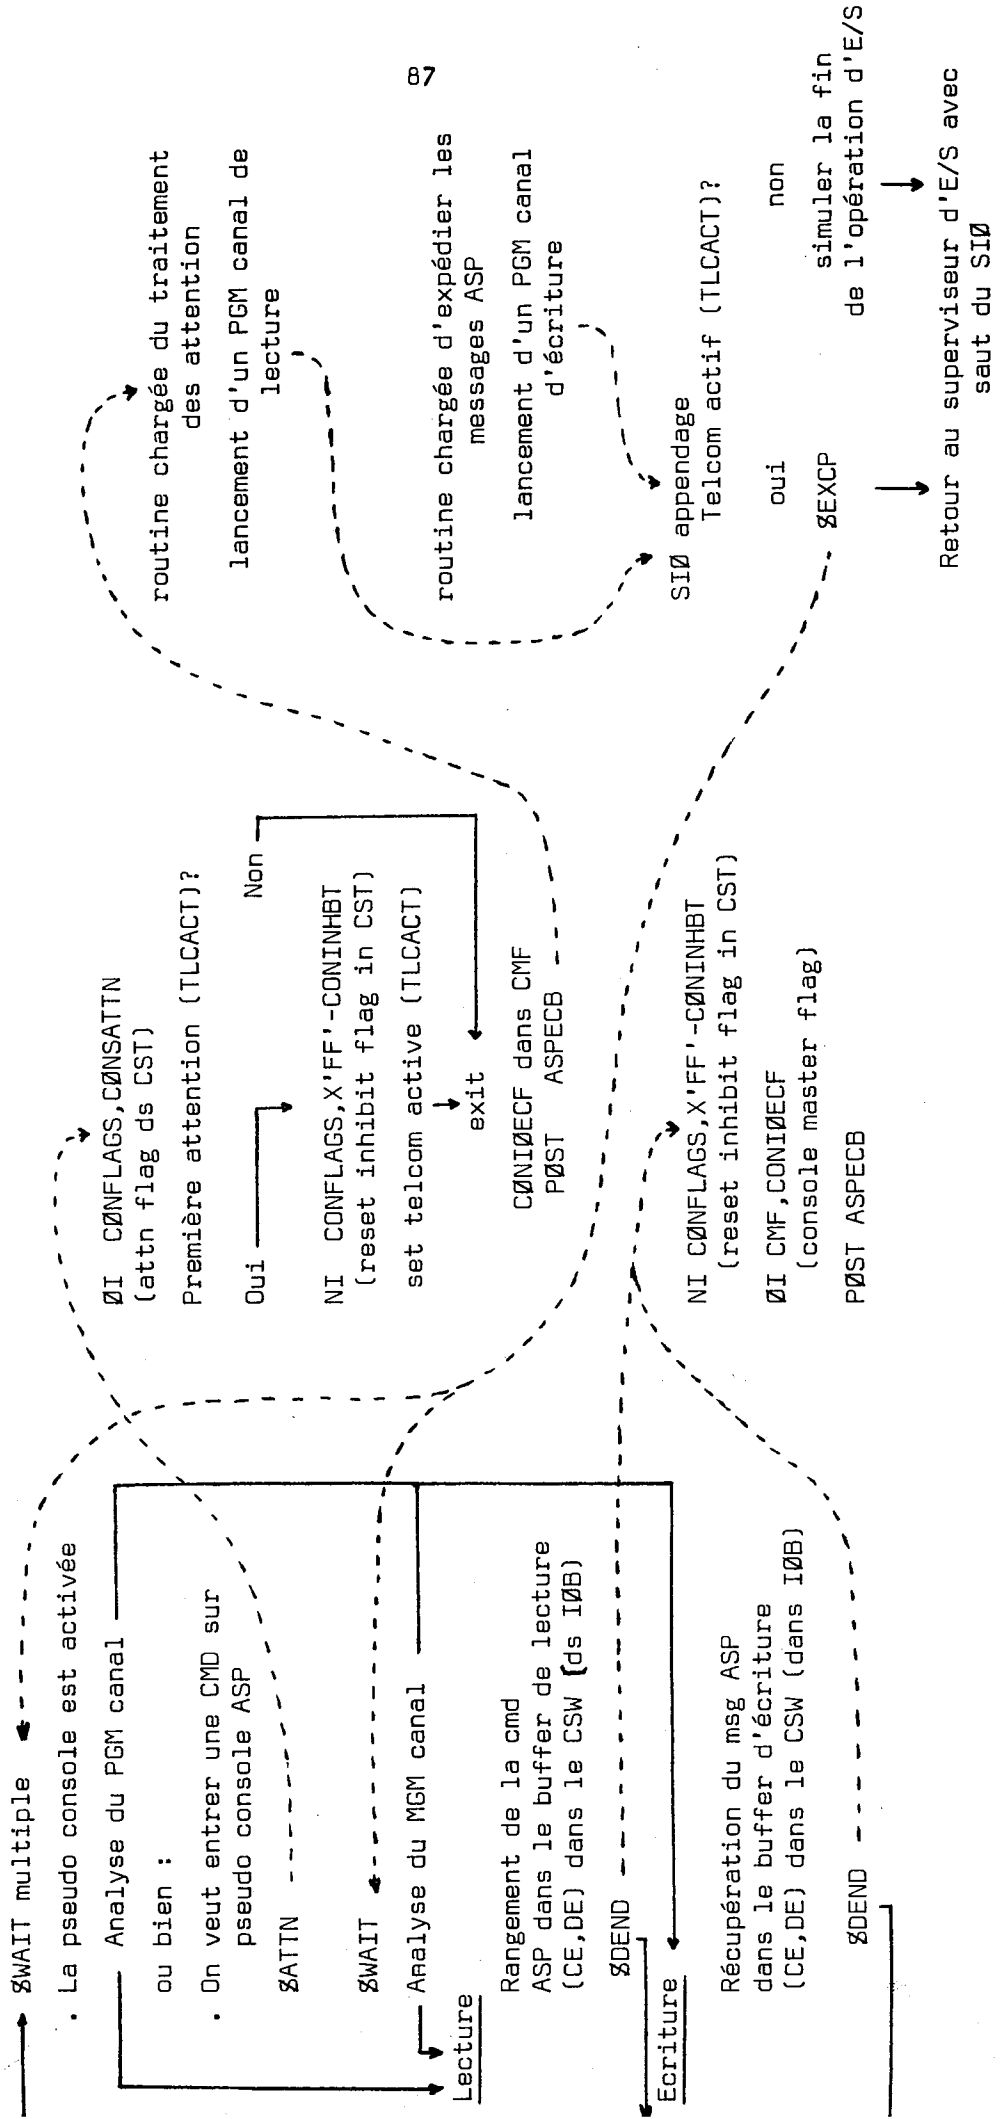 87
➝ ⌀WAIT multiple
. La pseudo console est activée
Analyse du PGM canal
ou bien :
. On veut entrer une CMD sur
pseudo console ASP
⌀ATTN
⌀WAIT
Analyse du MGM canal
Lecture
Rangement de la cmd
ASP dans le buffer de lecture
(CE,DE) dans le CSW (ds IØB)
⌀DEND
Ecriture
Récupération du msg ASP
dans le buffer d'écriture
(CE,DE) dans le CSW (dans IØB)
⌀DEND
ØI CØNFLAGS,CØNSATTN
(attn flag ds CST)
Première attention (TLCACT)?
Oui
Non
NI CONFLAGS,X'FF'-CONINHBT
(reset inhibit flag in CST)
set telcom active (TLCACT)
exit
CØNIØECF dans CMF
PØST ASPECB
NI CØNFLAGS,X'FF'-CØNINHBT
(reset inhibit flag in CST)
ØI CMF,CONIØECF
(console master flag)
PØST ASPECB
routine chargée du traitement
des attention
lancement d'un PGM canal de
lecture
routine chargée d'expédier les
messages ASP
lancement d'un PGM canal
d'écriture
SIØ appendage
Telcom actif (TLCACT)?
oui
non
⌀EXCP
simuler la fin
de l'opération d'E/S
Retour au superviseur d'E/S avec
saut du SIØ